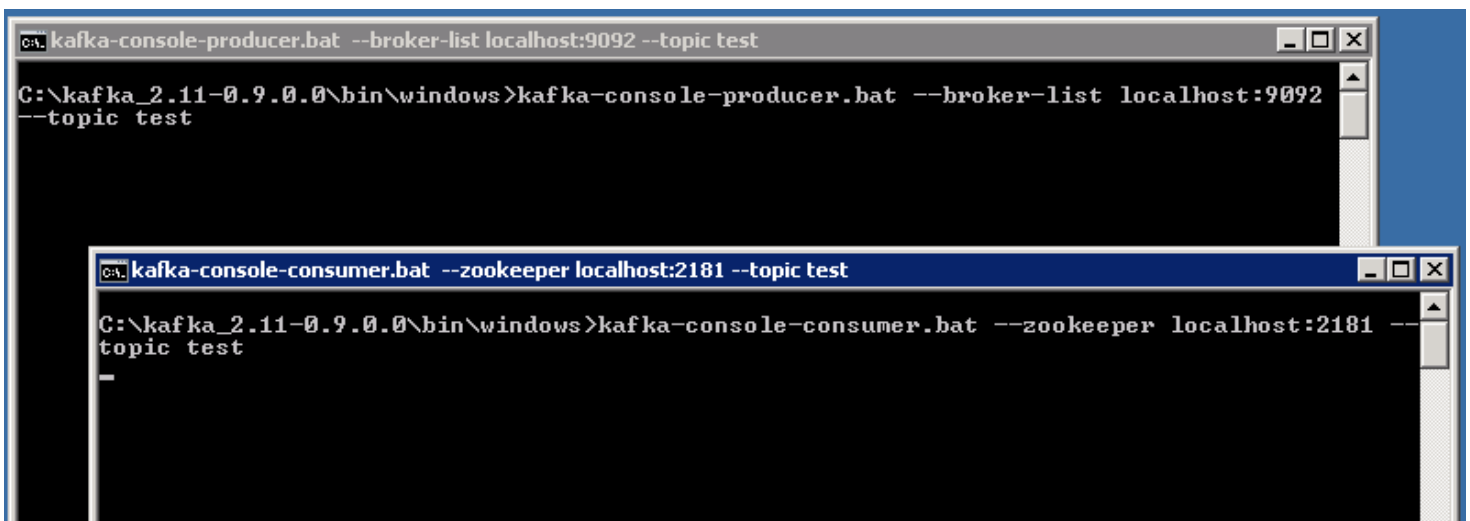 kafka-console-producer.bat --broker-list localhost:9092 --topic test
C:\kafka_2.11-0.9.0.0\bin\windows>kafka-console-producer.bat --broker-list localhost:9092
--topic test
kafka-console-consumer.bat --zookeeper localhost:2181 --topic test
C:\kafka_2.11-0.9.0.0\bin\windows>kafka-console-consumer.bat --zookeeper localhost:2181 --
topic test